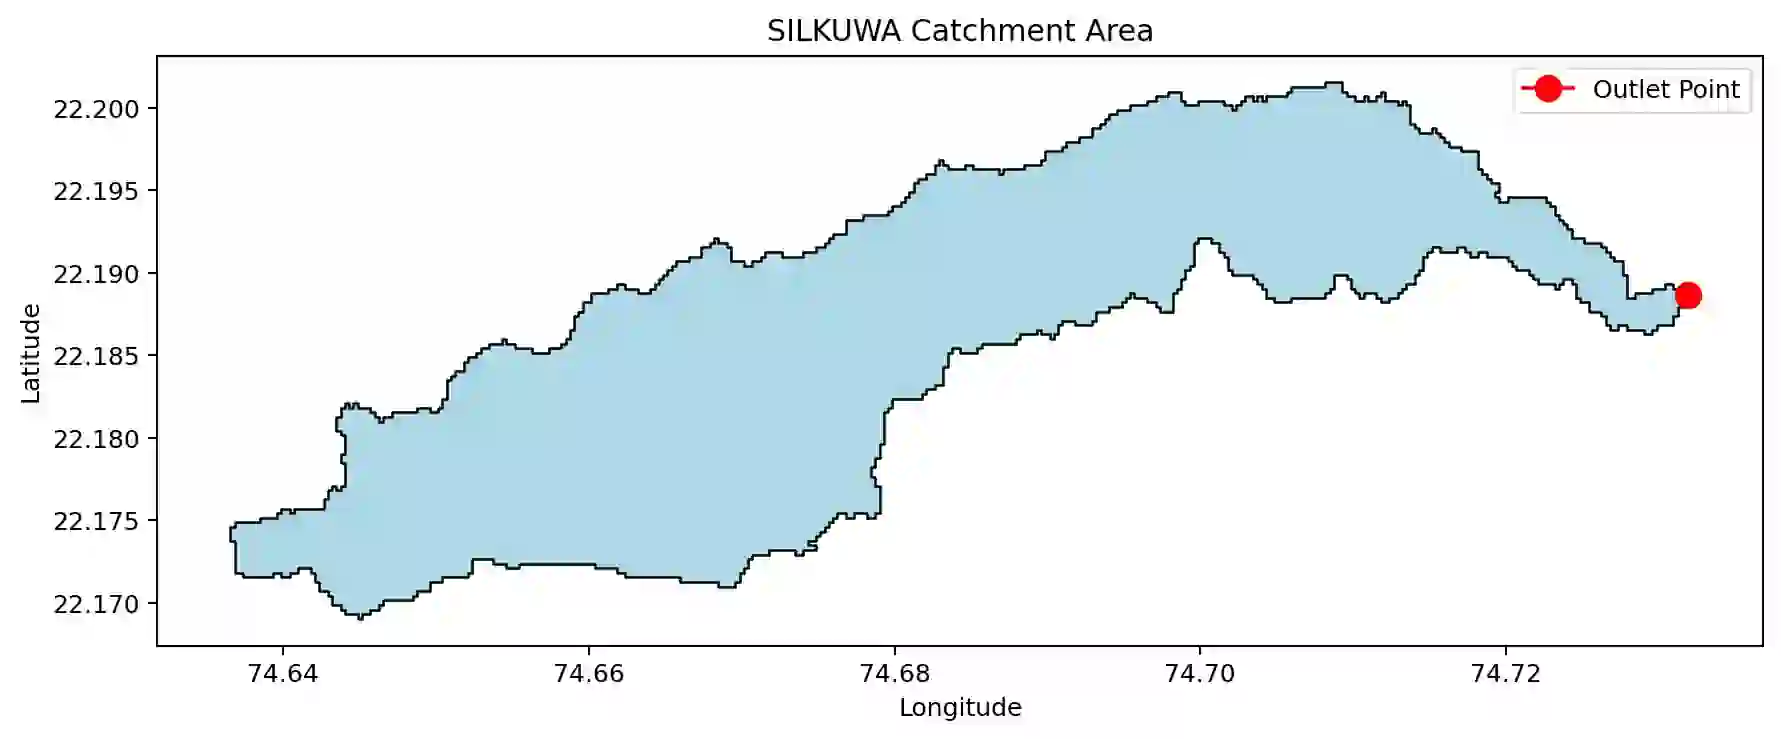 SILKUWA Catchment Area
Outlet Point
22.200
22.195
22.190
22.185
22.180
22.175
22.170
Latitude
74.64 74.66 74.68 74.70 74.72
Longitude